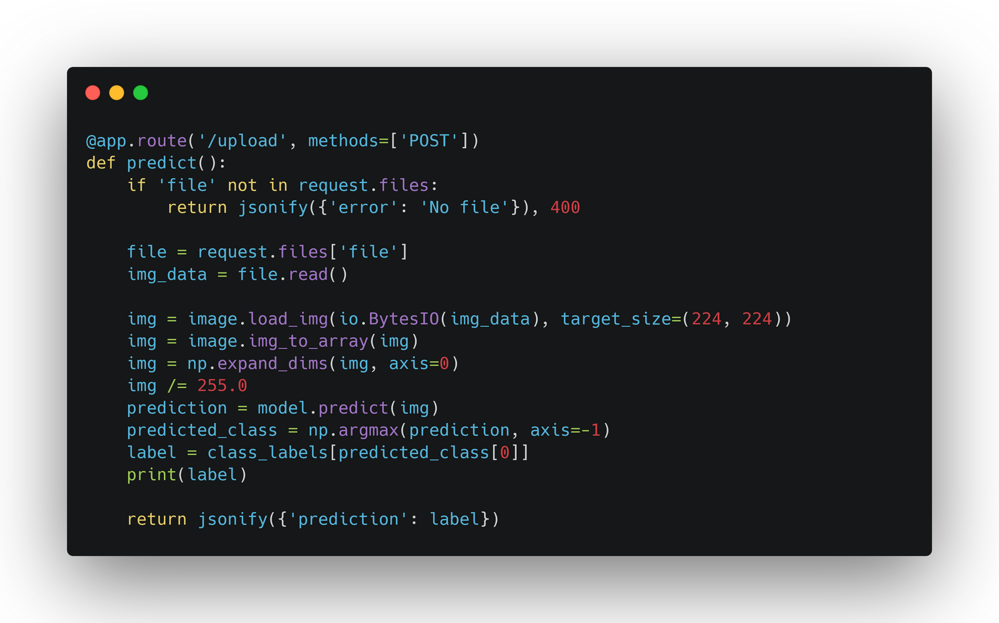 @app.route('/upload', methods=['POST'])
def predict():
    if 'file' not in request.files:
        return jsonify({'error': 'No file'}), 400

    file = request.files['file']
    img_data = file.read()

    img = image.load_img(io.BytesIO(img_data), target_size=(224, 224))
    img = image.img_to_array(img)
    img = np.expand_dims(img, axis=0)
    img /= 255.0
    prediction = model.predict(img)
    predicted_class = np.argmax(prediction, axis=-1)
    label = class_labels[predicted_class[0]]
    print(label)

    return jsonify({'prediction': label})